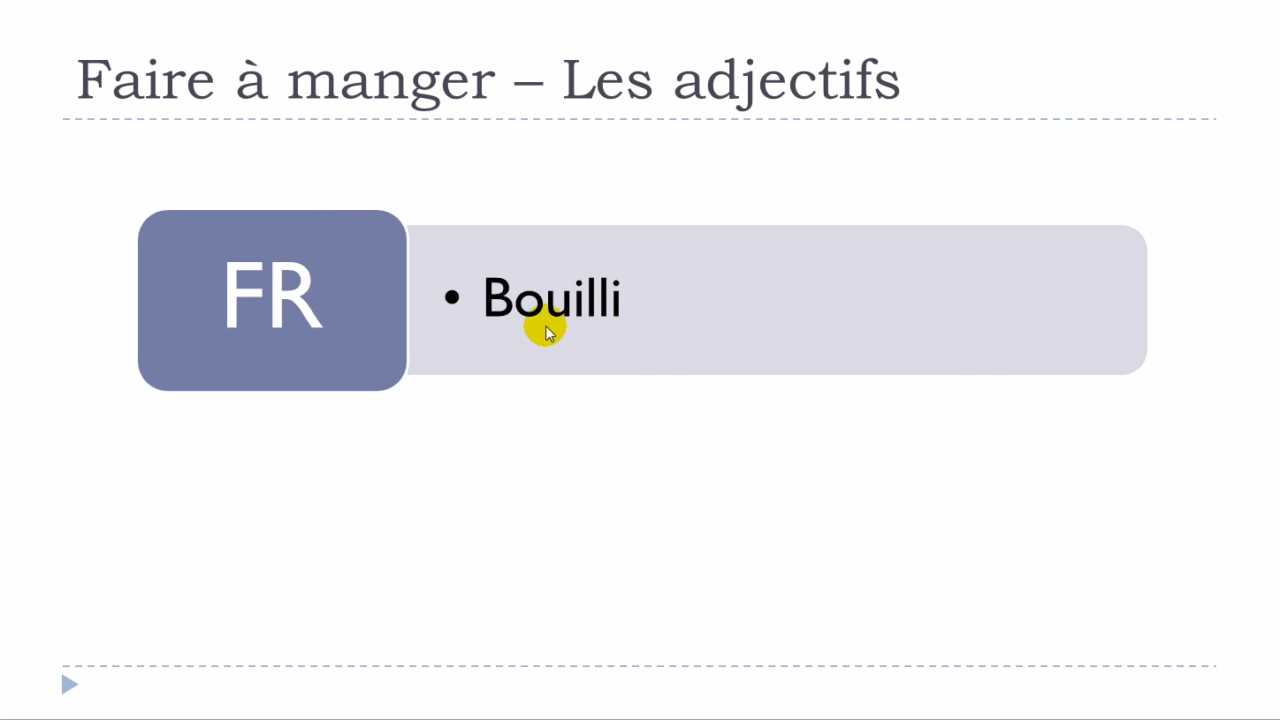 Faire à manger – Les adjectifs
FR
• Bouilli